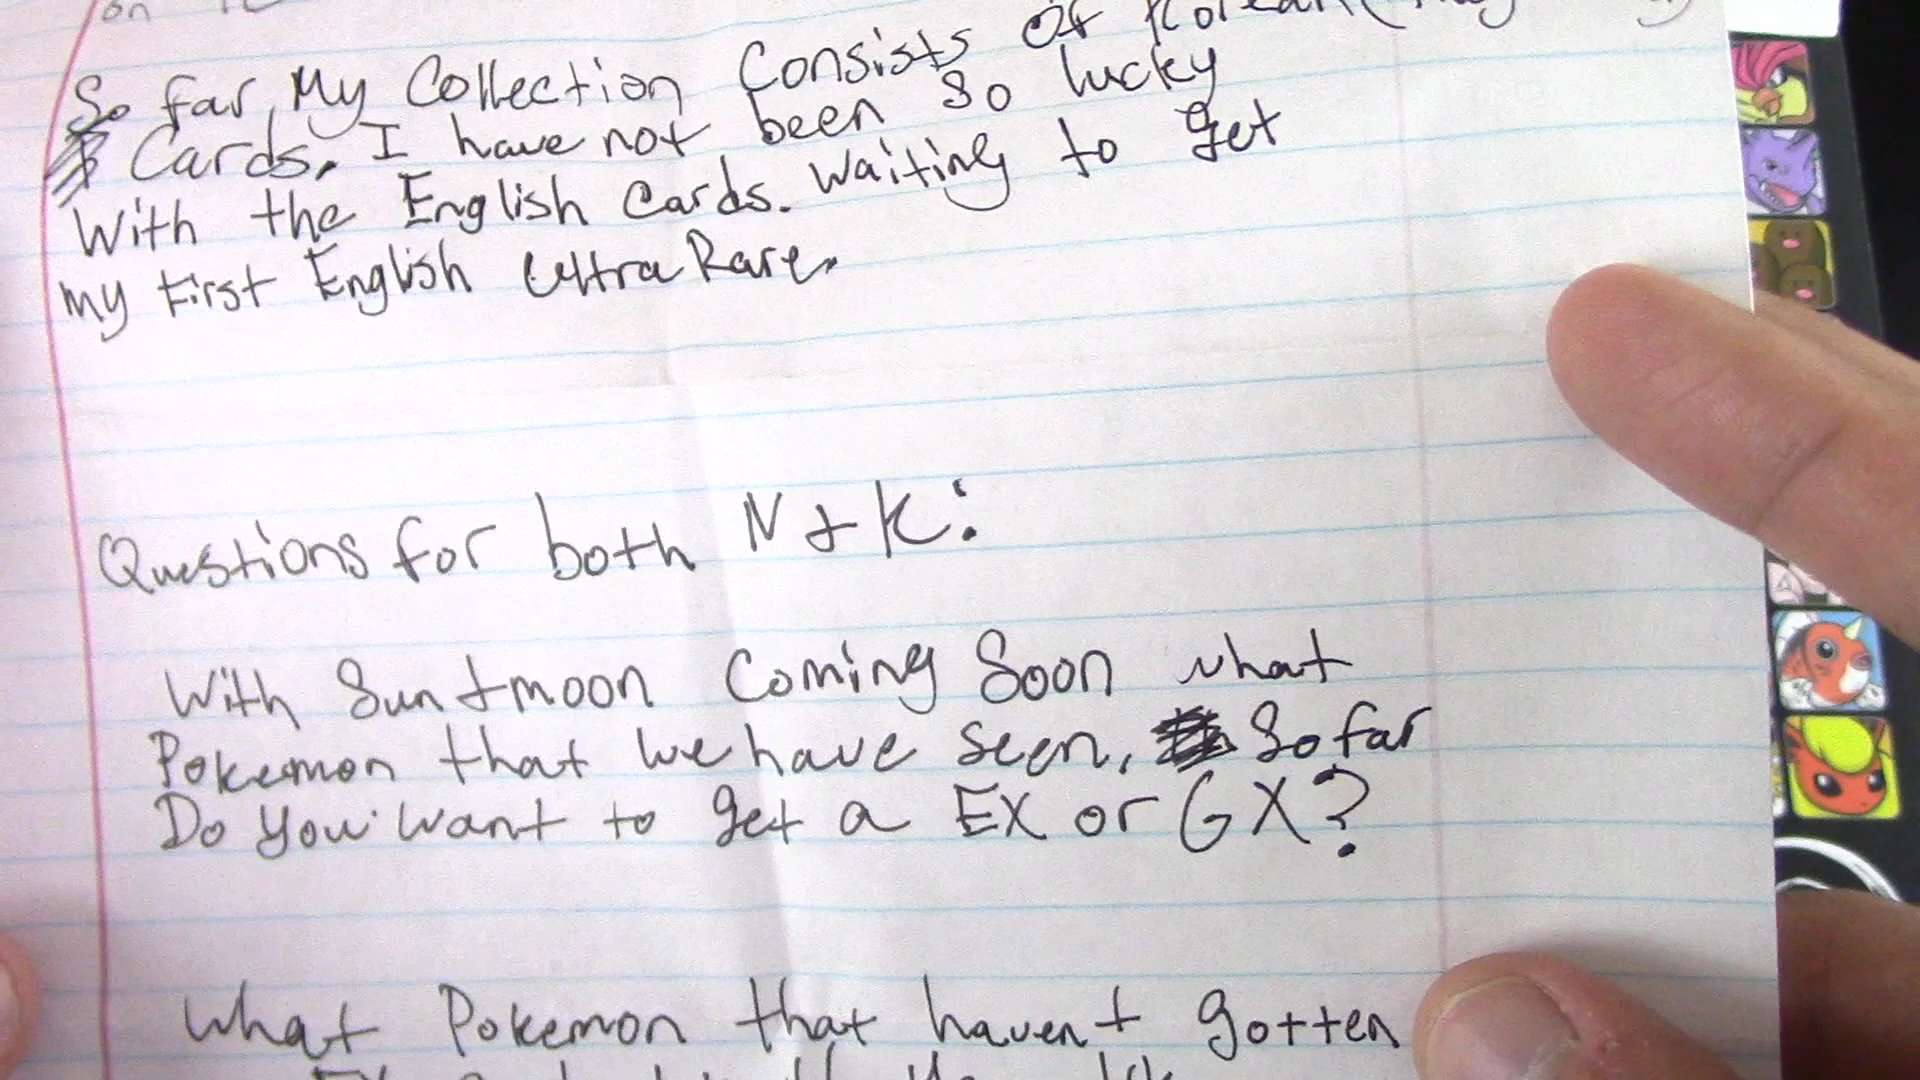 on
So far, My Collection Consists of Korean
Cards. I have not been so lucky
With the English Cards. Waiting to get
my First English Ultra Rare.
Questions for both N + K:
With Sun + moon Coming Soon what
Pokemon that we have seen, So far
Do You want to get a EX or GX?
What Pokemon that haven't gotten